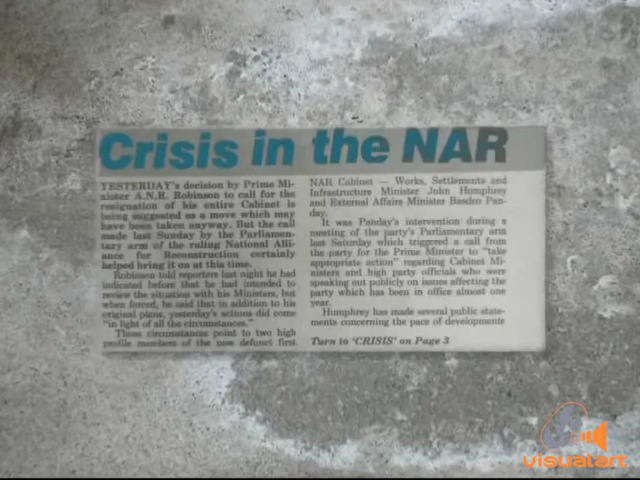 Crisis in the NAR
YESTERDAY's decision by Prime Mi-
nister A.N.R. Robinson to call for the
resignation of his entire Cabinet is
being suggested as a move which may
have been taken anyway. But the call
made last Sunday by the Parliamen-
tary arm of the ruling National Alli-
ance for Reconstruction certainly
helped bring it on at this time.
Robinson told reporters last night he had
indicated before that he had intended to
review the situation with his Ministers, but
when forced, he said that in addition to his
original plans, yesterday's actions did come
"in light of all the circumstances."
Those circumstances point to two high
profile members of the now defunct first
NAR Cabinet — Works, Settlements and
Infrastructure Minister John Humphrey
and External Affairs Minister Basdeo Pan-
day.
It was Panday's intervention during a
meeting of the party's Parliamentary arm
last Saturday which triggered a call from
the party for the Prime Minister to "take
appropriate action" regarding Cabinet Mi-
nisters and high party officials who were
speaking out publicly on issues affecting the
party which has been in office almost one
year.
Humphrey has made several public state-
ments concerning the pace of developments
Turn to 'CRISIS' on Page 3
visualart